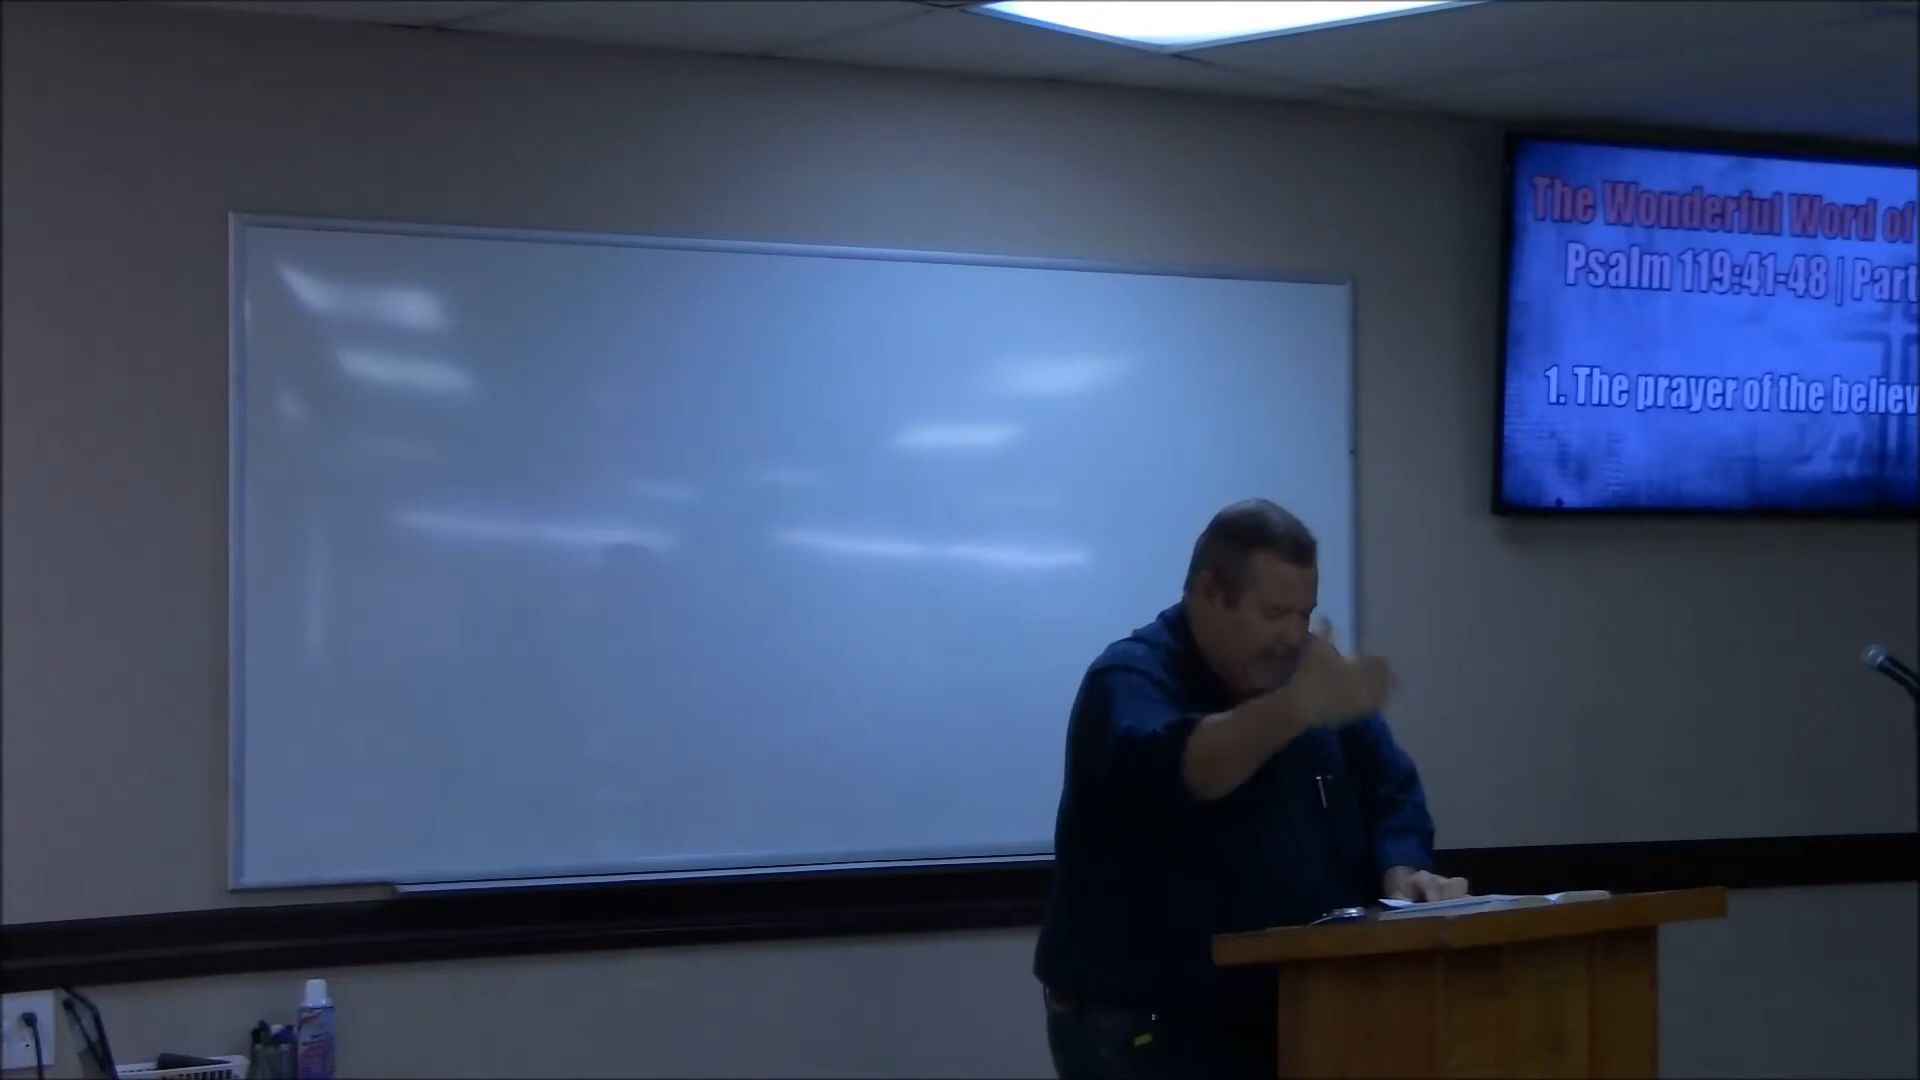 The Wonderful Word of
Psalm 119:41-48 | Part
1. The prayer of the believ